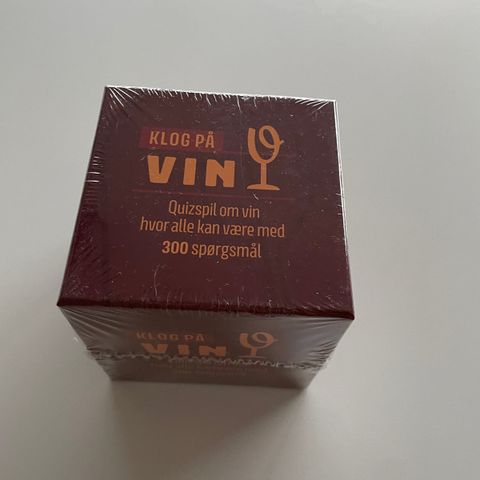 KLOG PÅ
VIN
Quizspil om vin
hvor alle kan være med
300 spørgsmål
KLOG PÅ
VIN